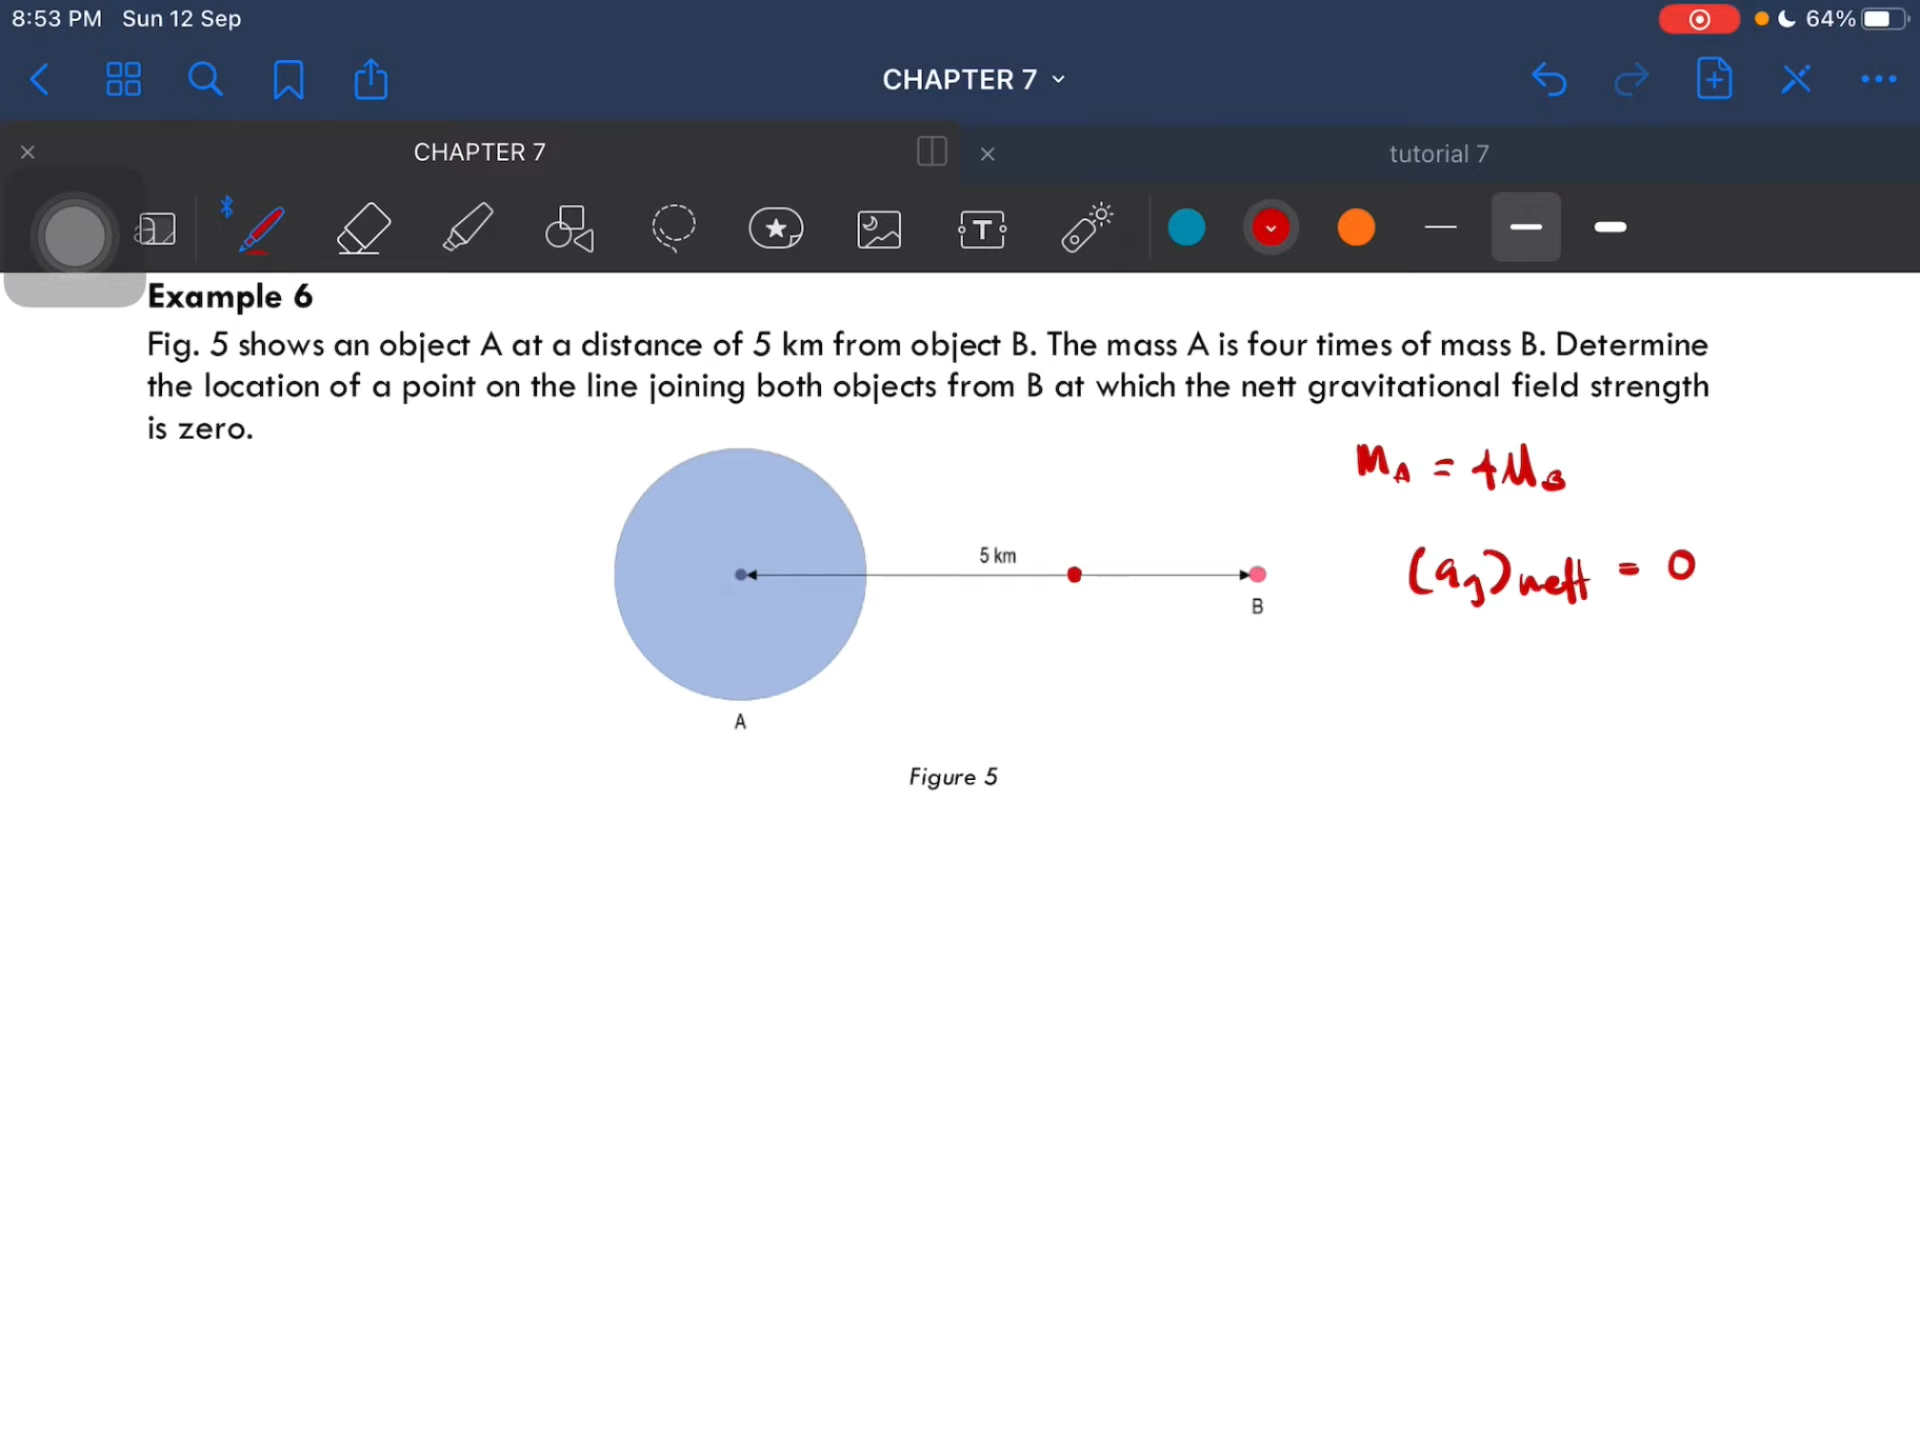 8:53 PM Sun 12 Sep
64%
CHAPTER 7
CHAPTER 7
tutorial 7
Example 6
Fig. 5 shows an object A at a distance of 5 km from object B. The mass A is four times of mass B. Determine
the location of a point on the line joining both objects from B at which the nett gravitational field strength
is zero.
M_A = 4M_B
5 km
(a_g)nett = 0
B
A
Figure 5